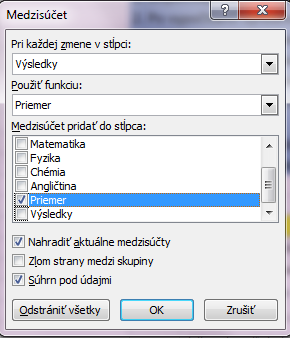 Medzisúčet
Pri každej zmene v stĺpci:
Výsledky
Použiť funkciu:
Priemer
Medzisúčet pridať do stĺpca:
Matematika
Fyzika
Chémia
Angličtina
Priemer
Výsledky
Nahradiť aktuálne medzisúčty
Zlom strany medzi skupiny
Súhrn pod údajmi
Odstrániť všetky
OK
Zrušiť